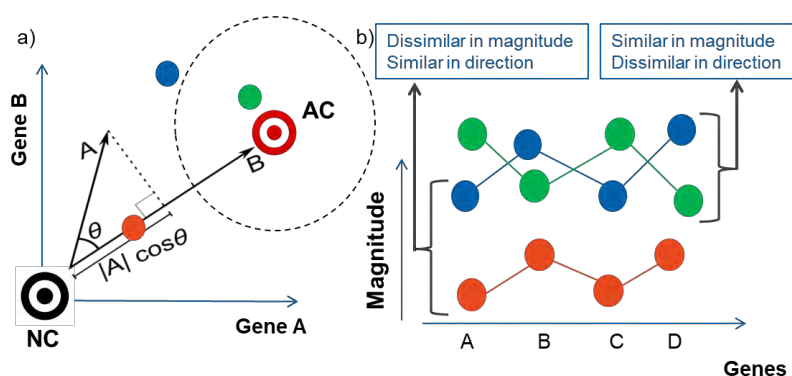 a)
Gene B
A
θ
B
AC
|A| cosθ
NC
Gene A
b)
Dissimilar in magnitude
Similar in direction
Similar in magnitude
Dissimilar in direction
Magnitude
A B C D
Genes